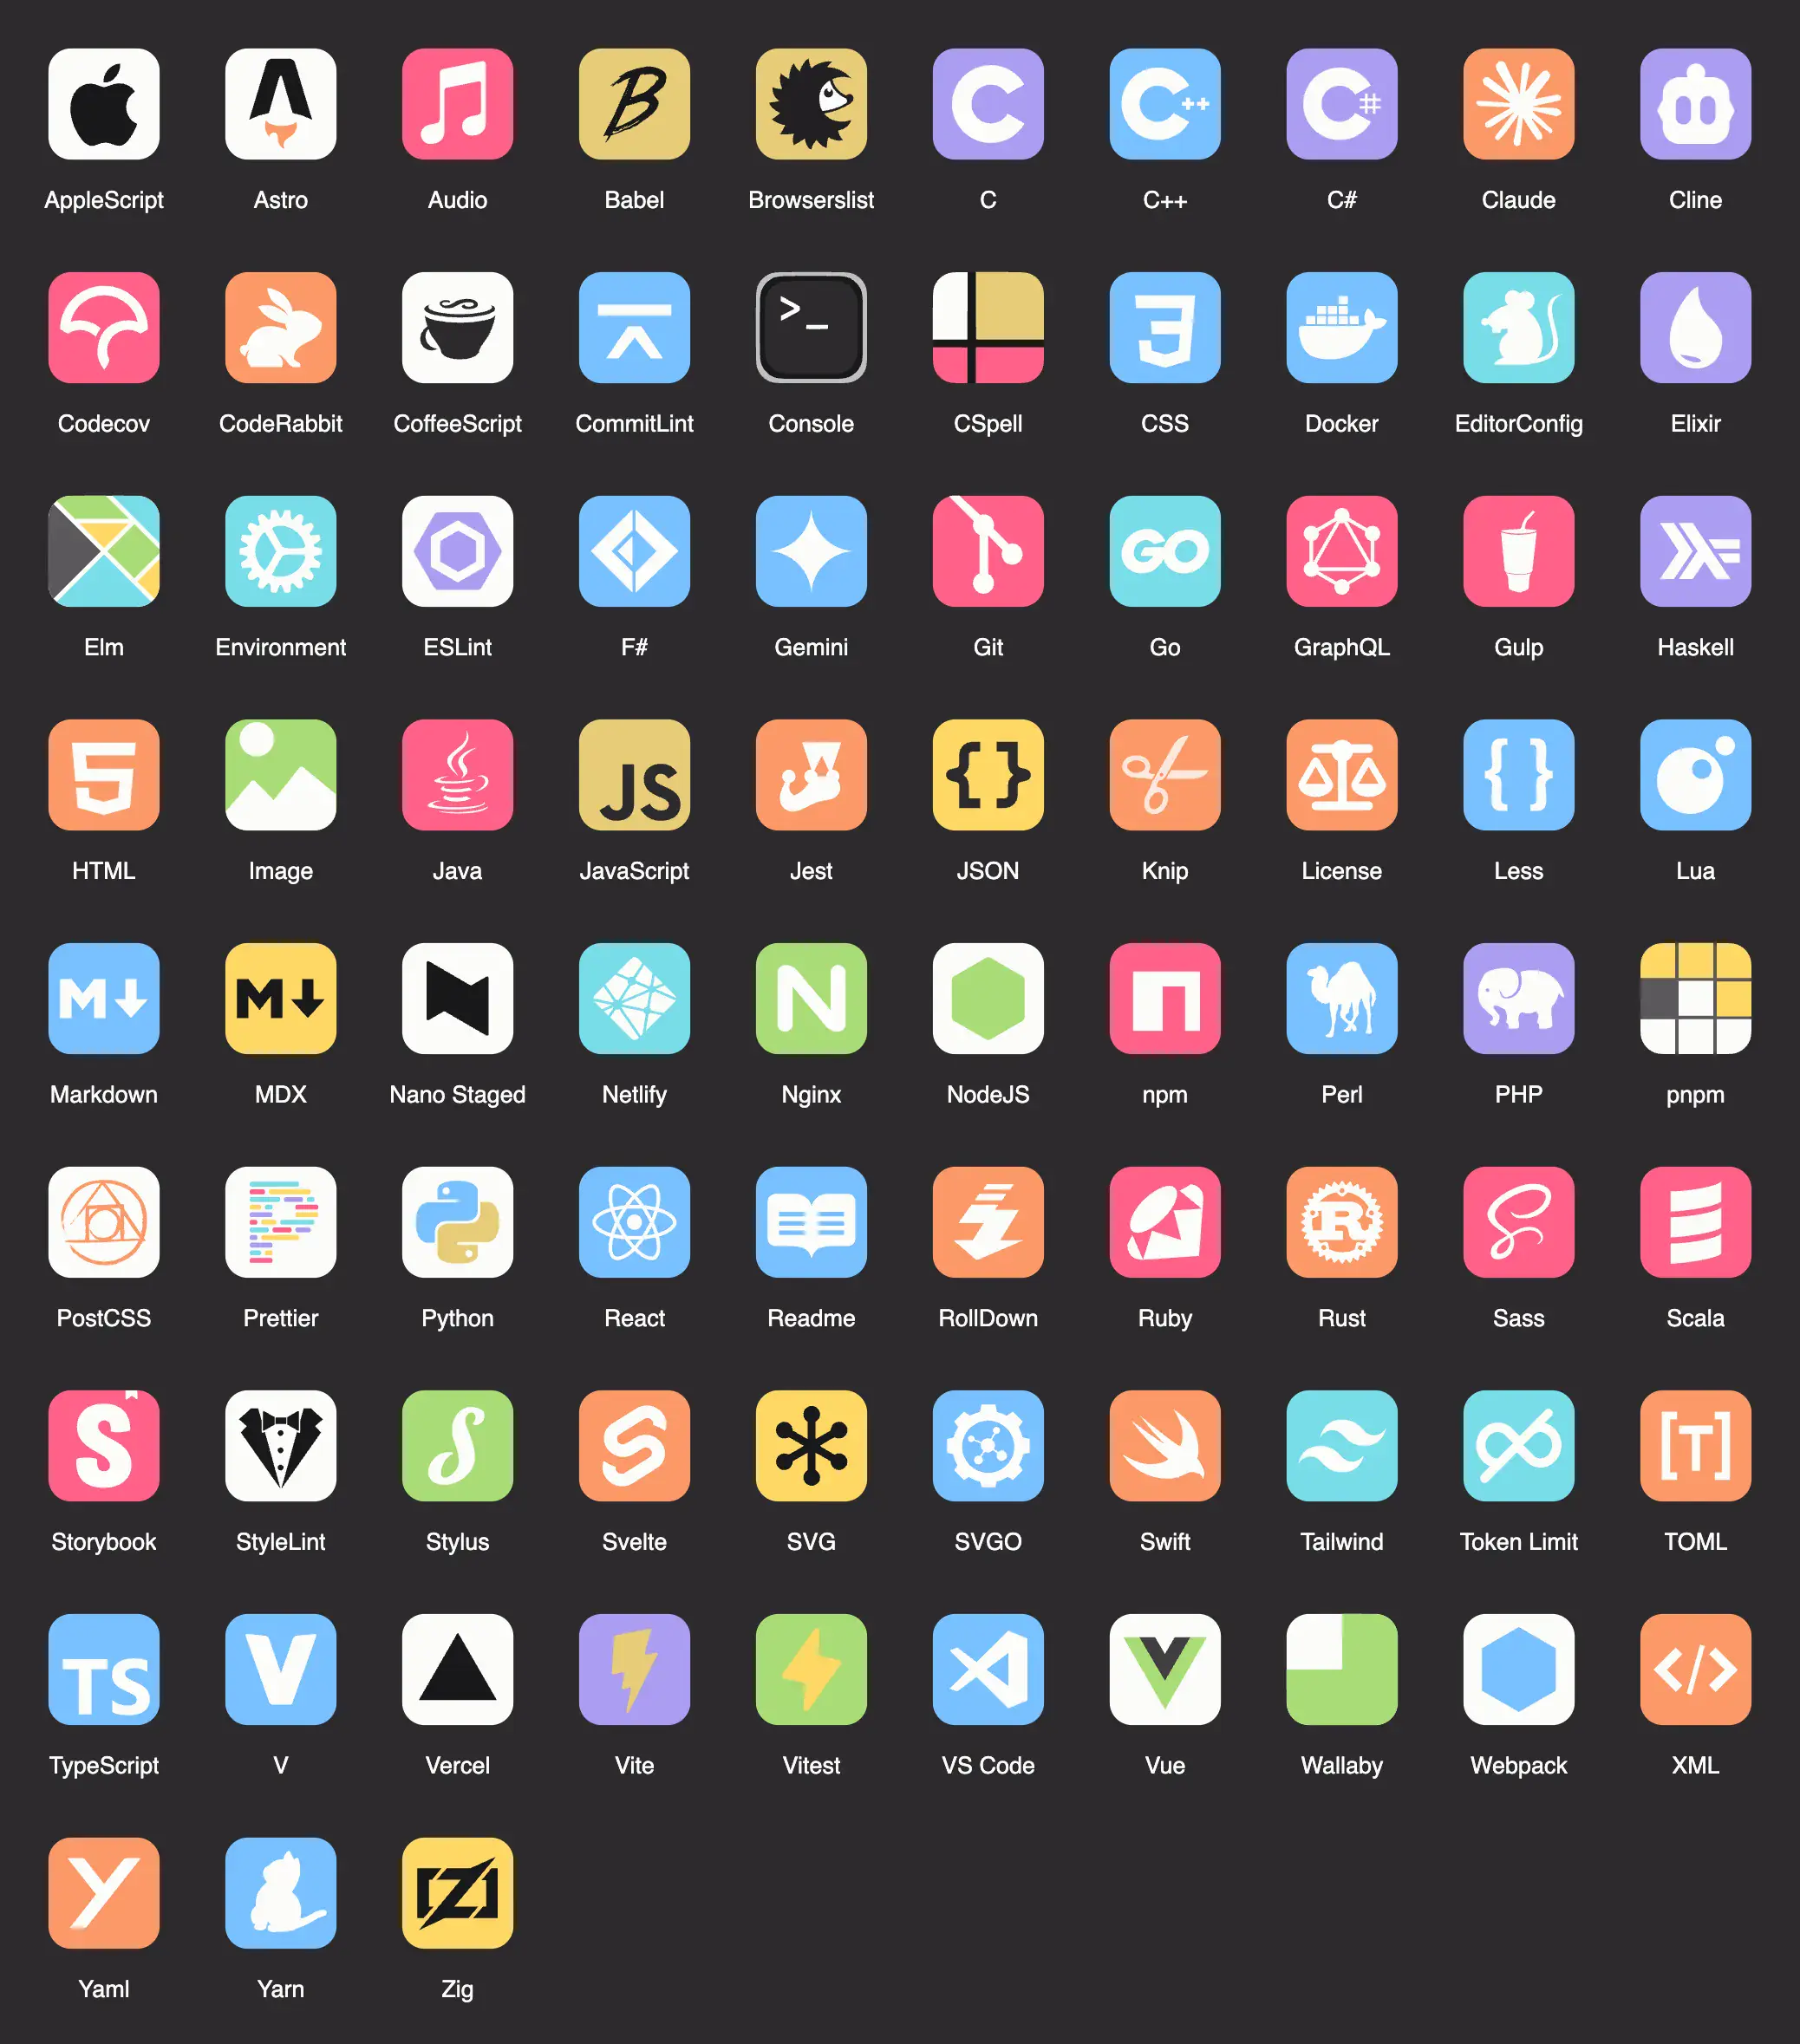 AppleScript Astro Audio Babel Browserslist C C++ C# Claude Cline
Codecov CodeRabbit CoffeeScript CommitLint Console CSpell CSS Docker EditorConfig Elixir
Elm Environment ESLint F# Gemini Git Go GraphQL Gulp Haskell
HTML Image Java JavaScript Jest JSON Knip License Less Lua
Markdown MDX Nano Staged Netlify Nginx NodeJS npm Perl PHP pnpm
PostCSS Prettier Python React Readme RollDown Ruby Rust Sass Scala
Storybook StyleLint Stylus Svelte SVG SVGO Swift Tailwind Token Limit TOML
TypeScript V Vercel Vite Vitest VS Code Vue Wallaby Webpack XML
Yaml Yarn Zig